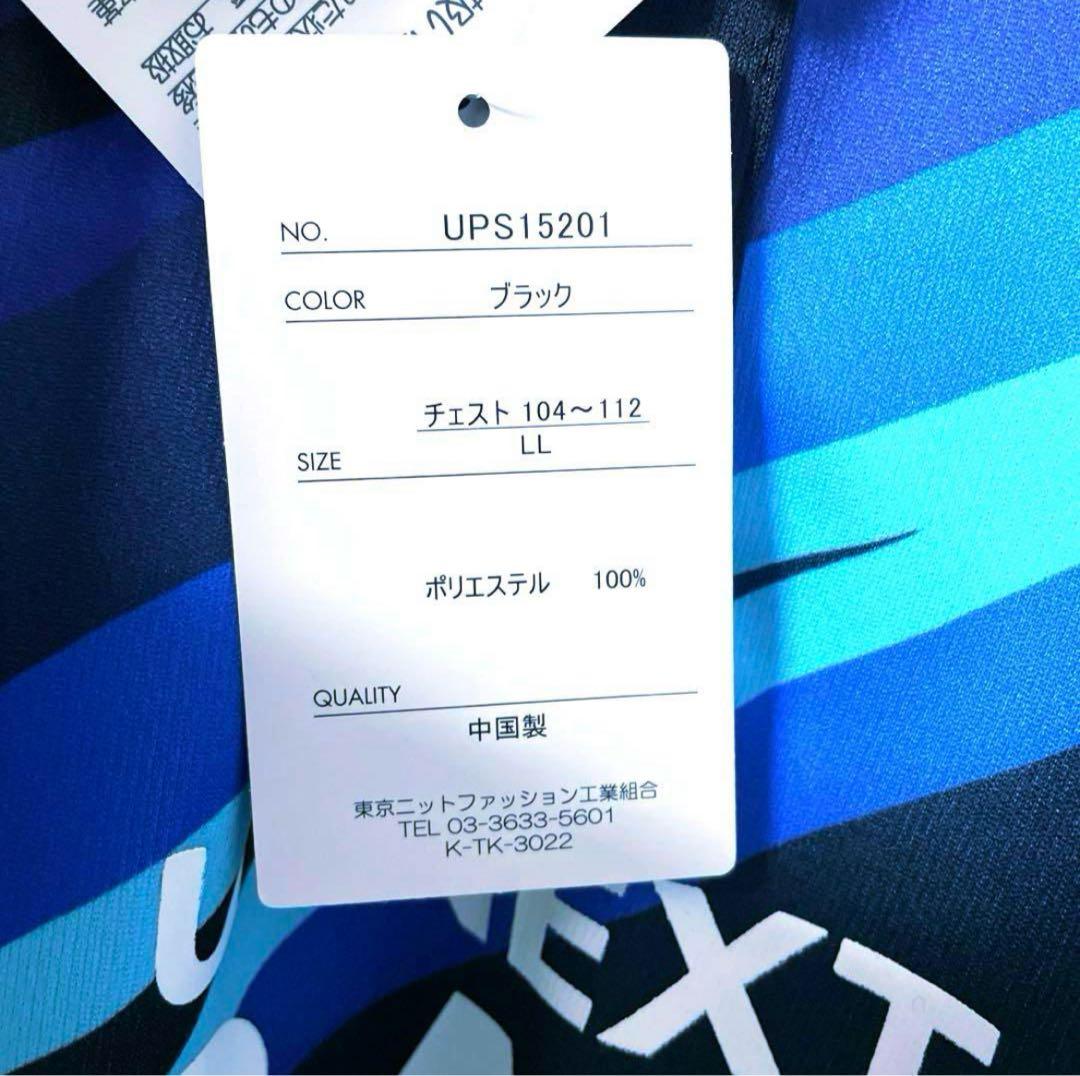 NO. UPS15201
COLOR ブラック
チェスト 104～112
SIZE LL
ポリエステル 100%
QUALITY
中国製
東京ニットファッション工業組合
TEL 03-3633-5601
K-TK-3022
U EXT